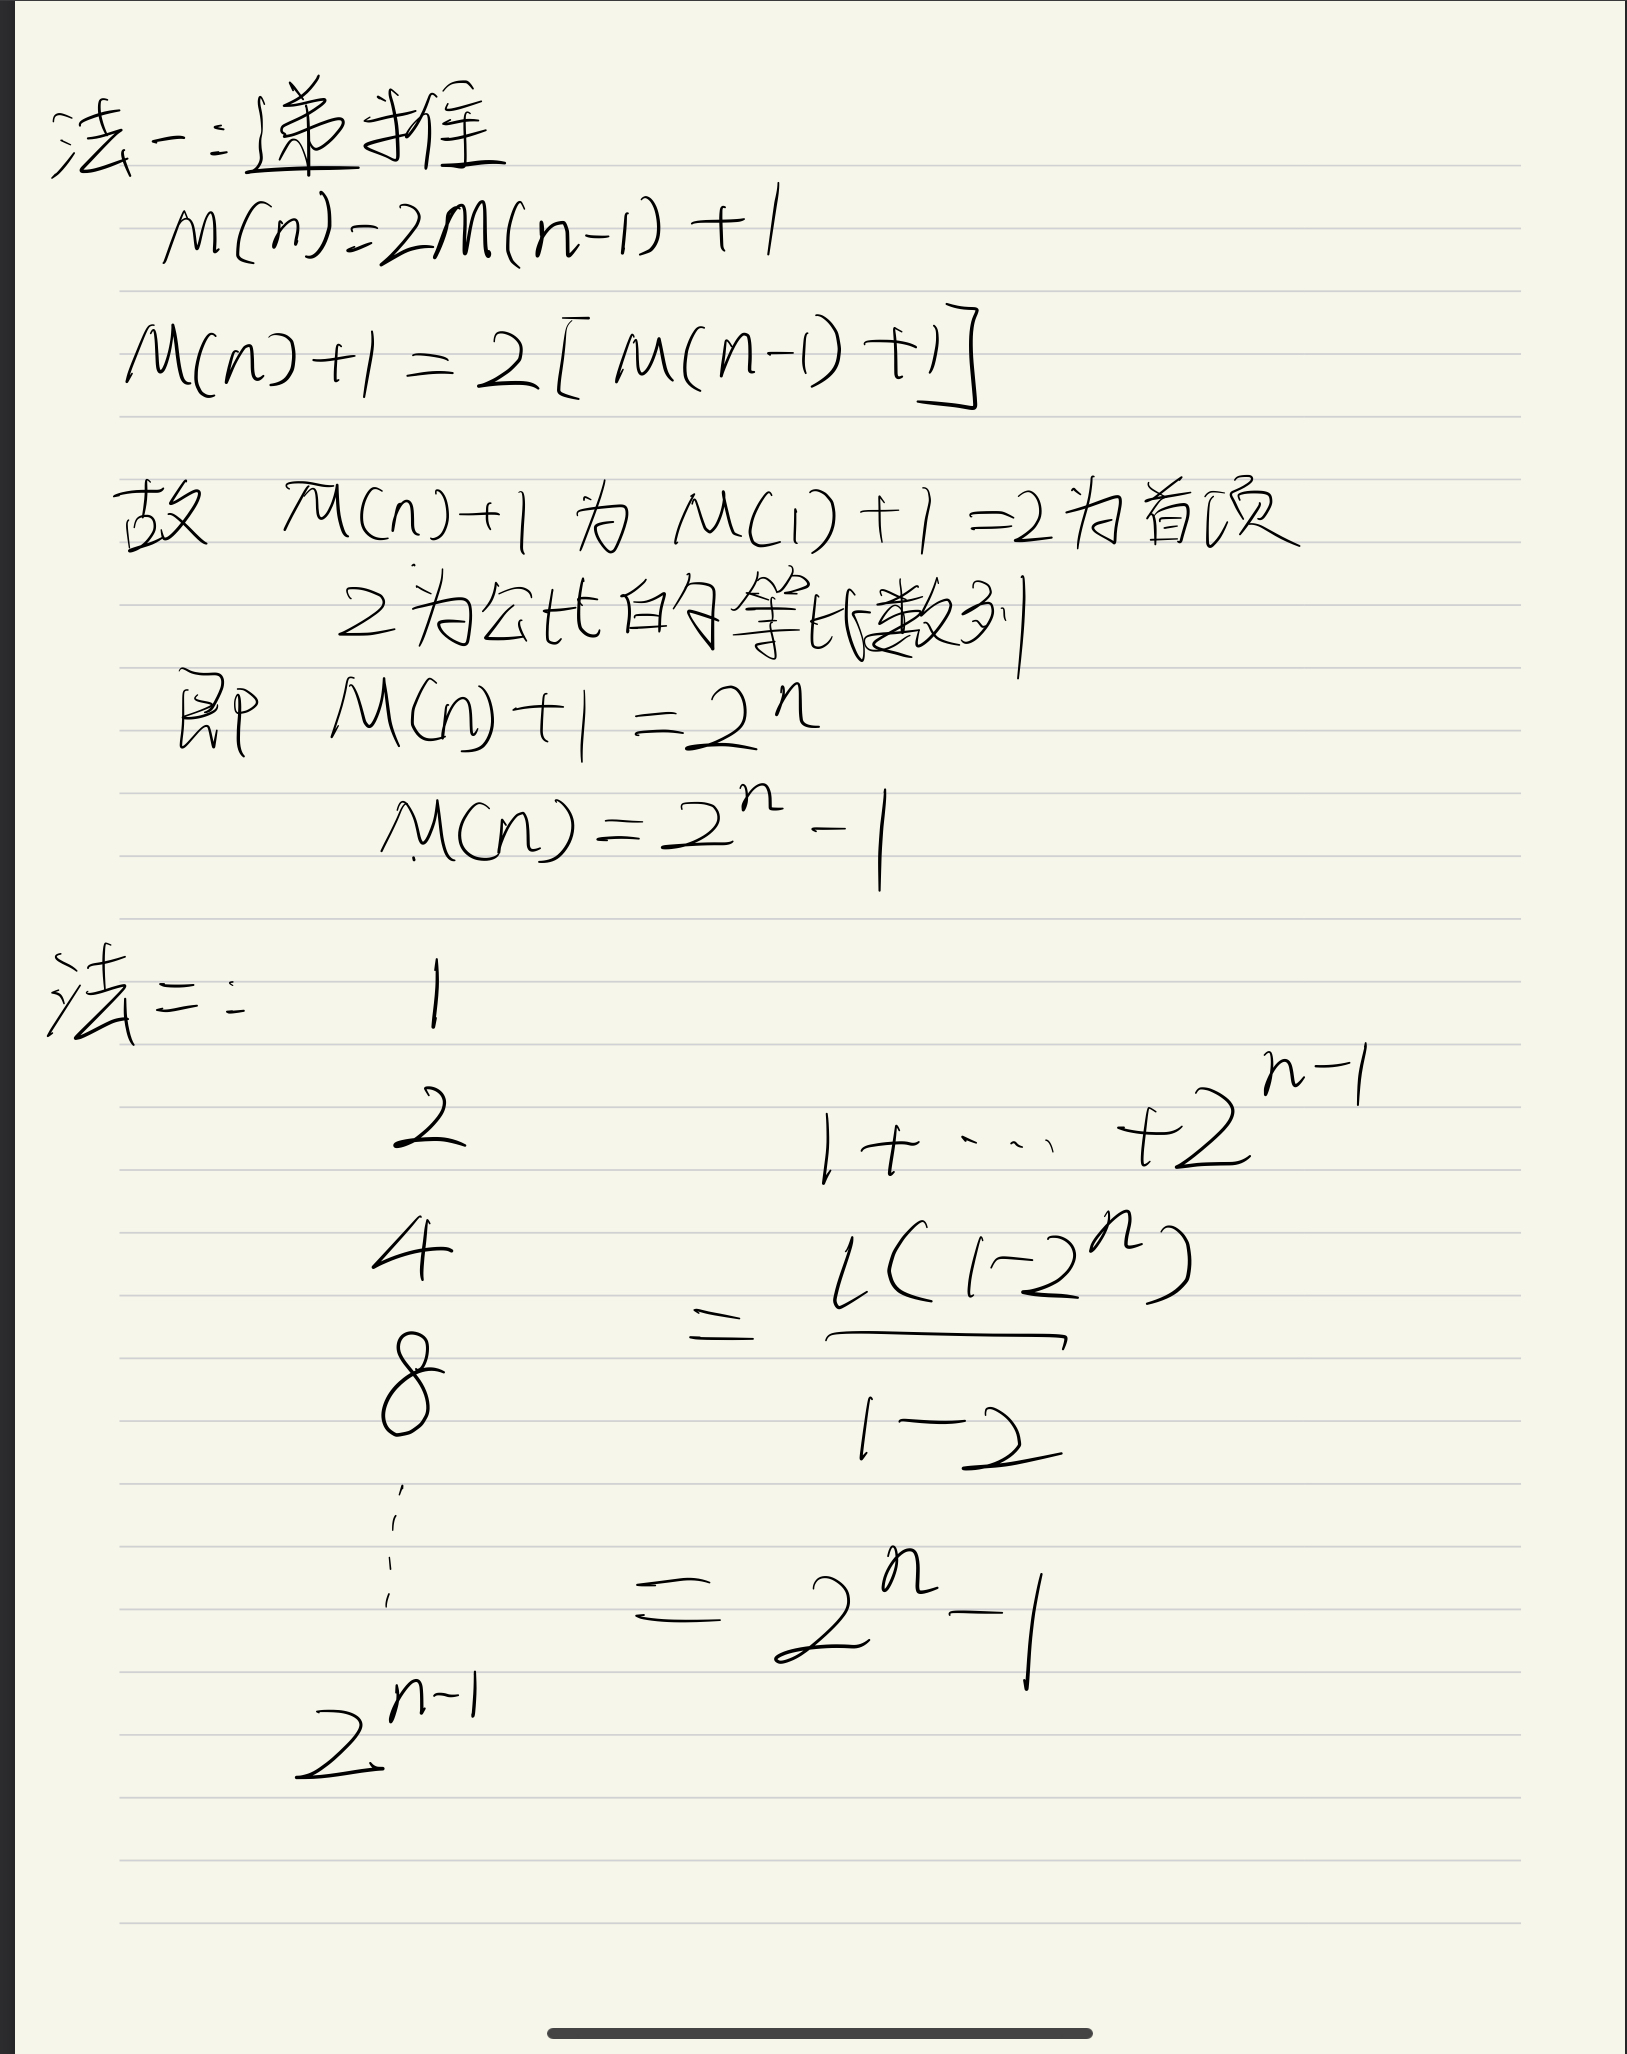 法一:递推
M(n)=2M(n-1)+1
M(n)+1=2[M(n-1)+1]
故 M(n)+1为 M(1)+1=2为首项
2为公比的等比数列
即 M(n)+1=2^n
M(n)=2^n-1
法二:
1
2
4
8
⋮
2^{n-1}
1+……+2^{n-1}
=\frac{1(1-2^n)}{1-2}
=2^n-1